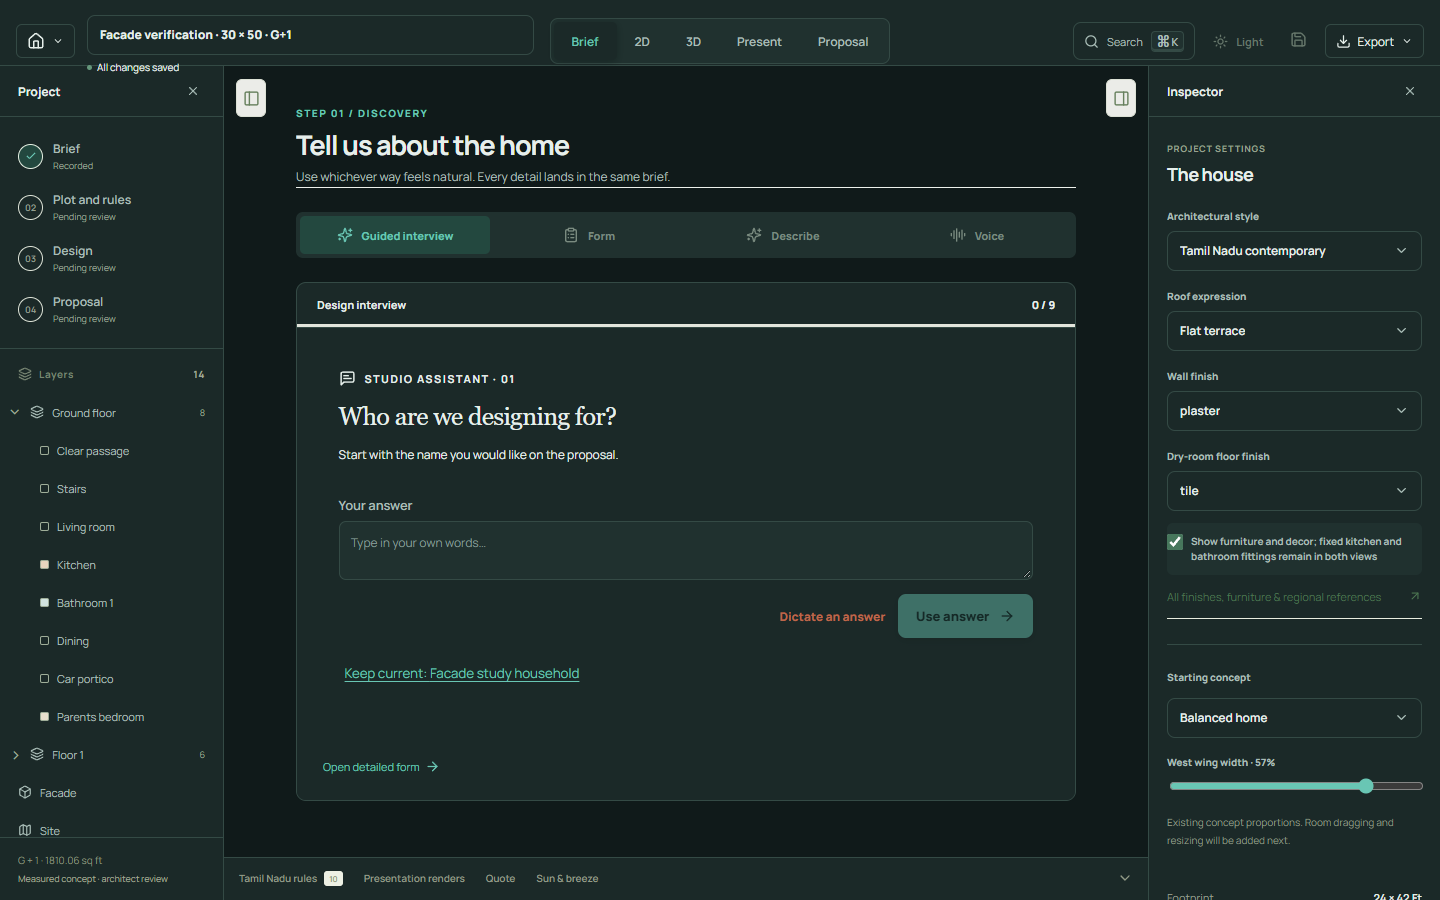 Facade verification · 30 × 50 · G+1
All changes saved
Brief
2D
3D
Present
Proposal
Search
⌘ K
Light
Export
Project
Brief
Recorded
02
Plot and rules
Pending review
03
Design
Pending review
04
Proposal
Pending review
Layers
14
Ground floor
8
Clear passage
Stairs
Living room
Kitchen
Bathroom 1
Dining
Car portico
Parents bedroom
Floor 1
6
Facade
Site
G + 1 · 1810.06 sq ft
Measured concept · architect review
STEP 01 / DISCOVERY
Tell us about the home
Use whichever way feels natural. Every detail lands in the same brief.
Guided interview
Form
Describe
Voice
Design interview
0 / 9
STUDIO ASSISTANT · 01
Who are we designing for?
Start with the name you would like on the proposal.
Your answer
Type in your own words...
Dictate an answer
Use answer
Keep current: Facade study household
Open detailed form
Tamil Nadu rules
10
Presentation renders
Quote
Sun & breeze
Inspector
PROJECT SETTINGS
The house
Architectural style
Tamil Nadu contemporary
Roof expression
Flat terrace
Wall finish
plaster
Dry-room floor finish
tile
Show furniture and decor; fixed kitchen and
bathroom fittings remain in both views
All finishes, furniture & regional references
Starting concept
Balanced home
West wing width · 57%
Existing concept proportions. Room dragging and
resizing will be added next.
Footprint
24 × 42 Ft